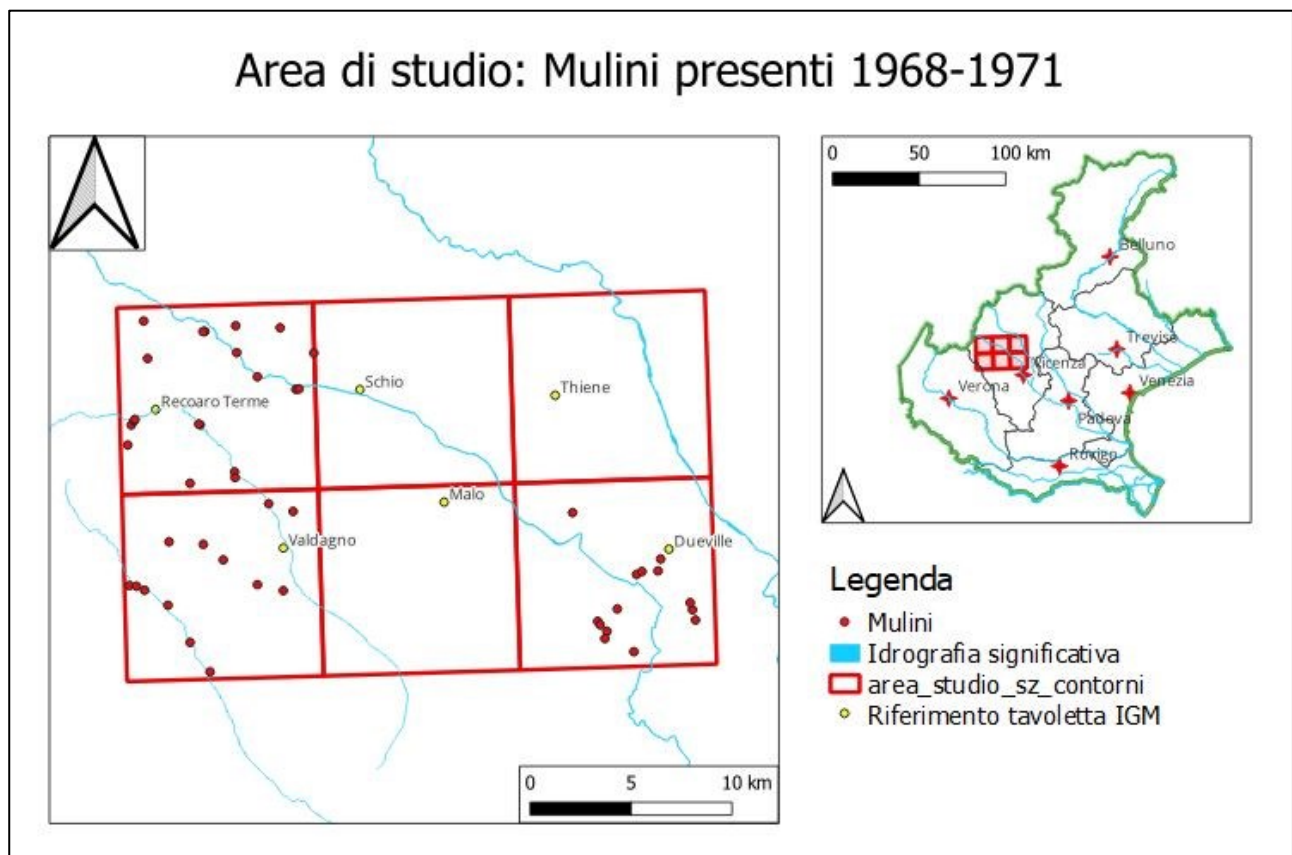 Area di studio: Mulini presenti 1968-1971
Schio
Thiene
Recoaro Terme
Malo
Valdagno
Dueville
0 5 10 km
0 50 100 km
Belluno
Treviso
Vicenza
Venezia
Verona
Padova
Rovigo
Legenda
Mulini
Idrografia significativa
area_studio_sz_contorni
Riferimento tavoletta IGM